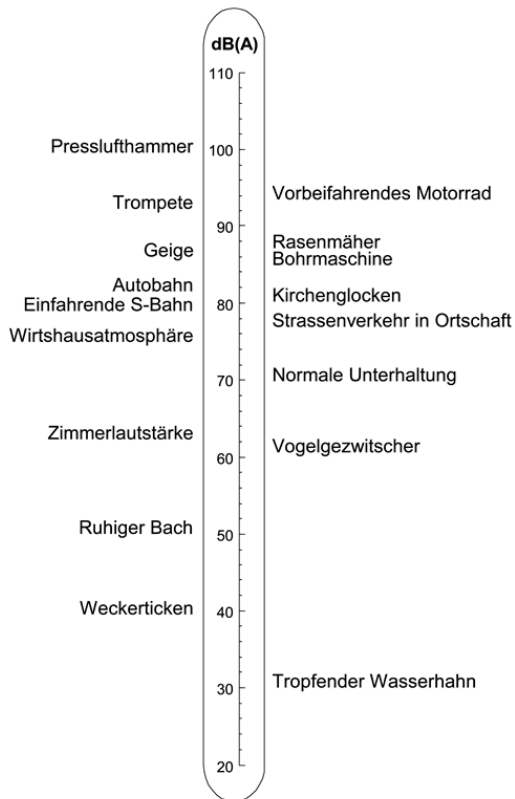 dB(A)
110
Presslufthammer
100
Vorbeifahrendes Motorrad
Trompete
90
Rasenmäher
Geige
Bohrmaschine
Autobahn
Kirchenglocken
Einfahrende S-Bahn
80
Strassenverkehr in Ortschaft
Wirtshausatmosphäre
Normale Unterhaltung
70
Zimmerlautstärke
Vogelgezwitscher
60
Ruhiger Bach
50
Weckerticken
40
Tropfender Wasserhahn
30
20